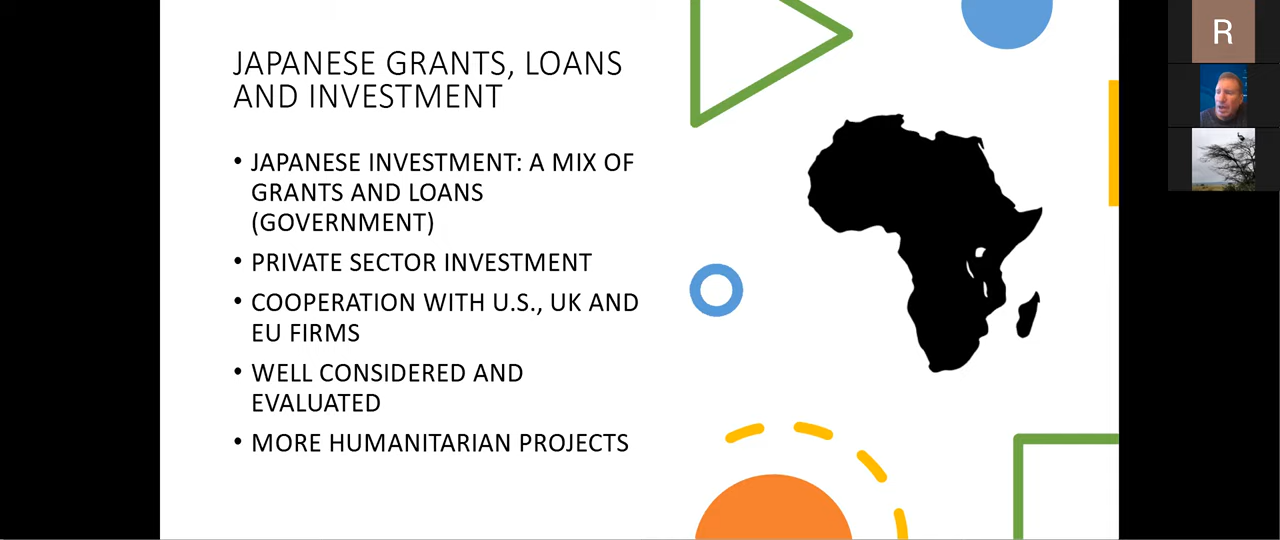 JAPANESE GRANTS, LOANS
AND INVESTMENT
• JAPANESE INVESTMENT: A MIX OF
GRANTS AND LOANS
(GOVERNMENT)
• PRIVATE SECTOR INVESTMENT
• COOPERATION WITH U.S., UK AND
EU FIRMS
• WELL CONSIDERED AND
EVALUATED
• MORE HUMANITARIAN PROJECTS
R